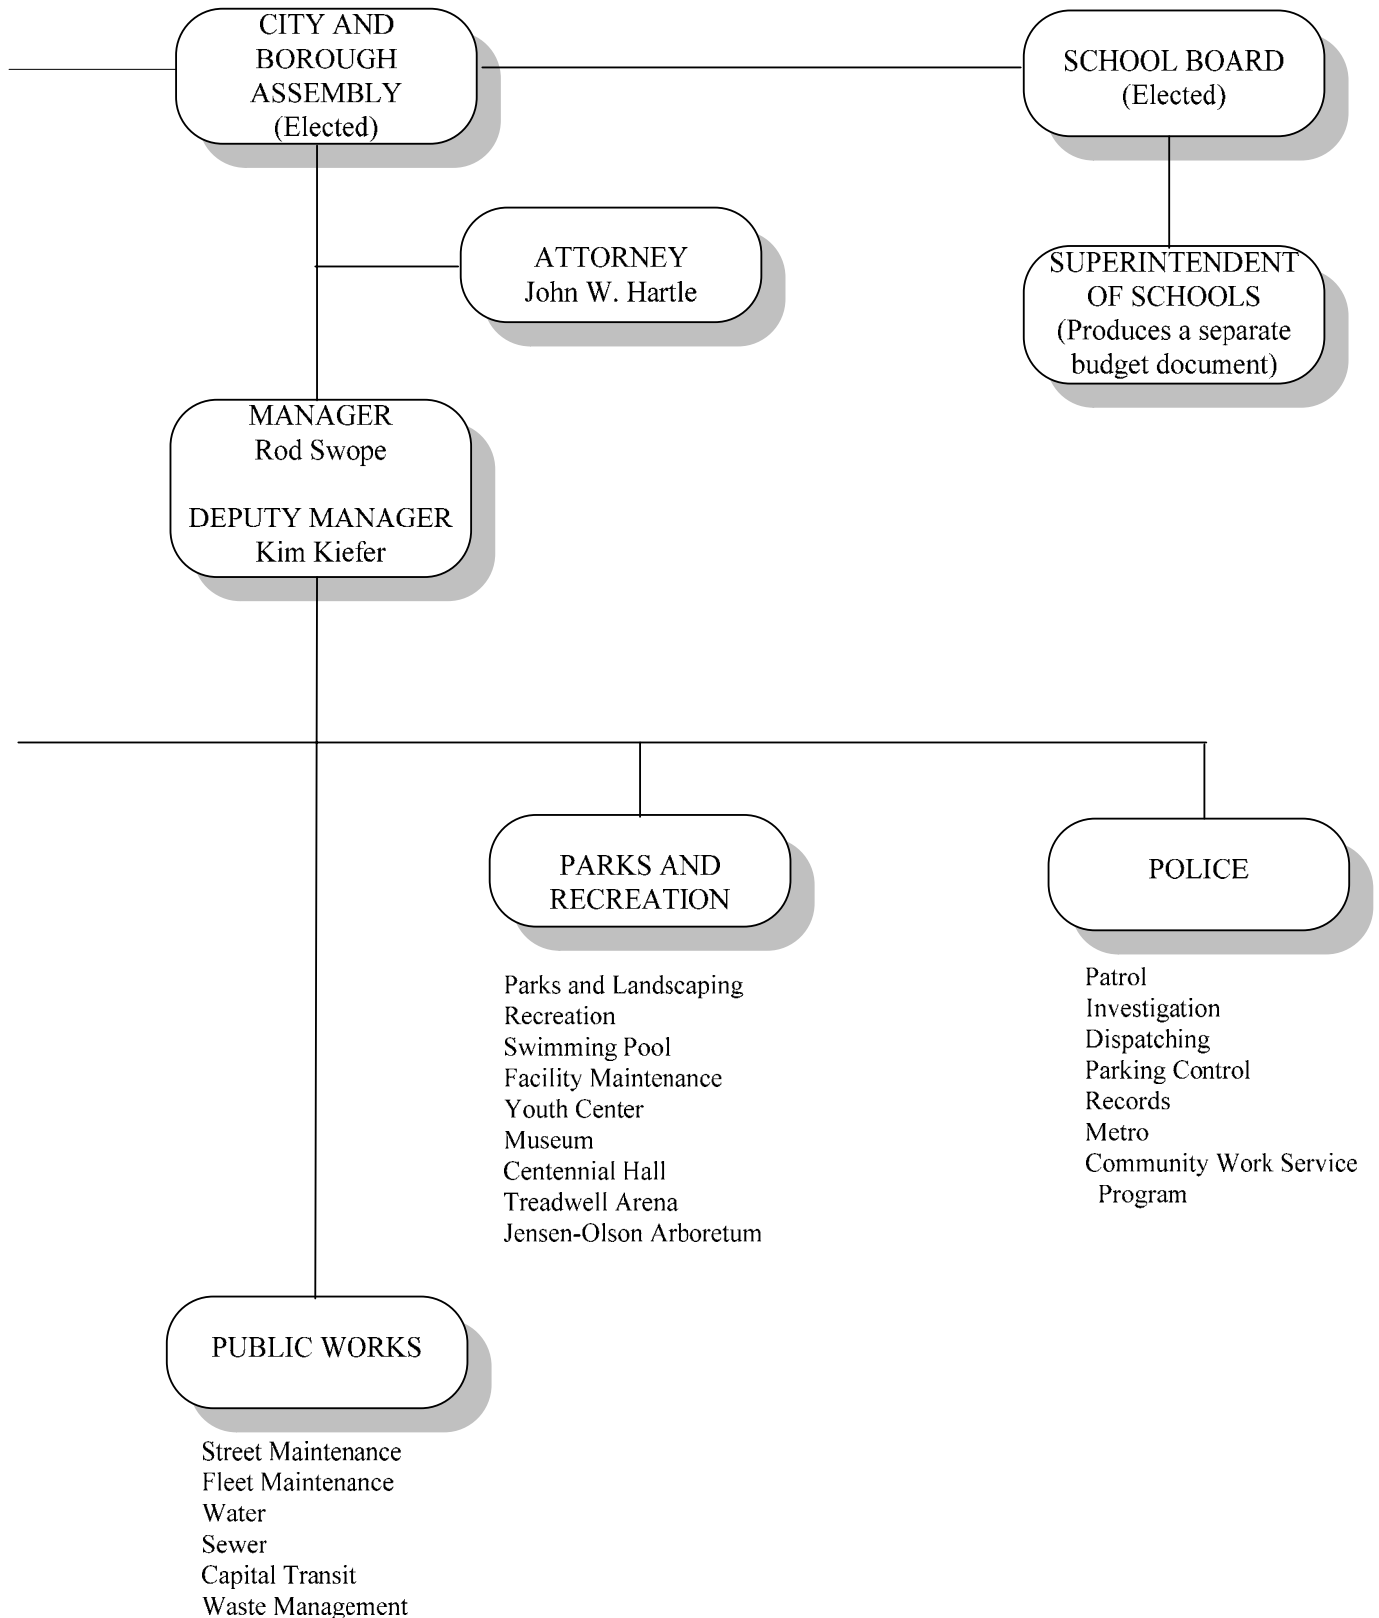 CITY AND
BOROUGH
ASSEMBLY
(Elected)
SCHOOL BOARD
(Elected)
ATTORNEY
John W. Hartle
SUPERINTENDENT
OF SCHOOLS
(Produces a separate
budget document)
MANAGER
Rod Swope
DEPUTY MANAGER
Kim Kiefer
PARKS AND
RECREATION
Parks and Landscaping
Recreation
Swimming Pool
Facility Maintenance
Youth Center
Museum
Centennial Hall
Treadwell Arena
Jensen-Olson Arboretum
POLICE
Patrol
Investigation
Dispatching
Parking Control
Records
Metro
Community Work Service
Program
PUBLIC WORKS
Street Maintenance
Fleet Maintenance
Water
Sewer
Capital Transit
Waste Management